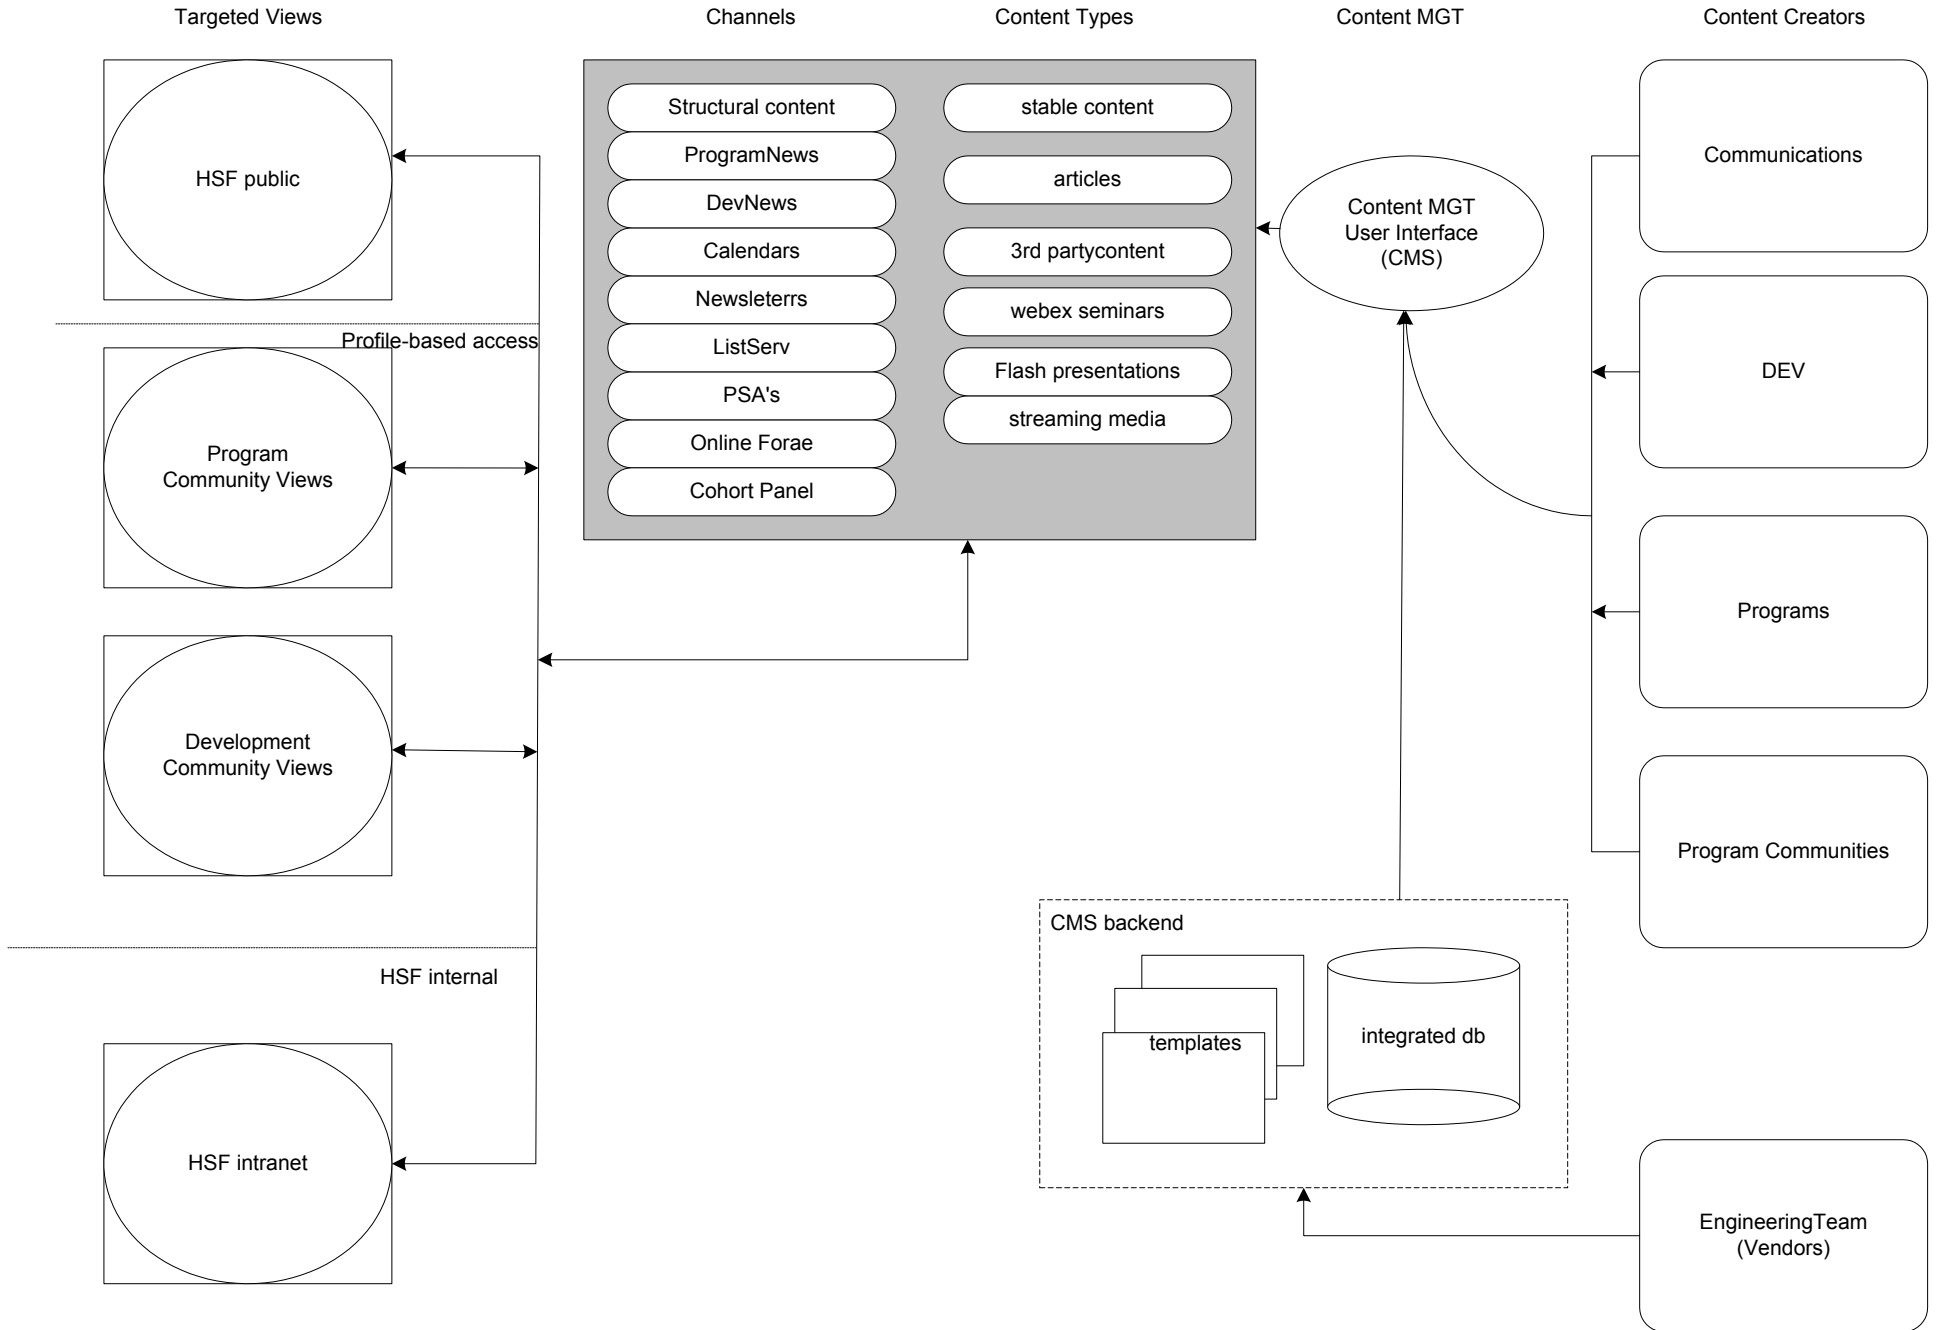 Targeted Views
Channels
Content Types
Content MGT
Content Creators
HSF public
Profile-based access
Program
Community Views
Development
Community Views
HSF internal
HSF intranet
Structural content
ProgramNews
DevNews
Calendars
Newsleterrs
ListServ
PSA's
Online Forae
Cohort Panel
stable content
articles
3rd partycontent
webex seminars
Flash presentations
streaming media
Content MGT
User Interface
(CMS)
CMS backend
templates
integrated db
Communications
DEV
Programs
Program Communities
EngineeringTeam
(Vendors)